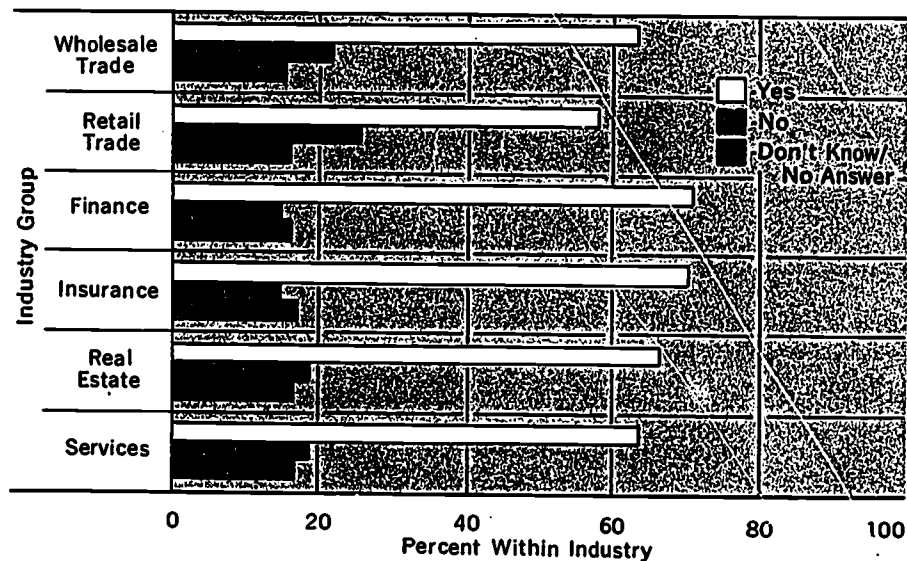 Wholesale
Trade
Retail
Trade
Finance
Insurance
Real
Estate
Services
Industry Group
Yes
No
Don't Know/
No Answer
0 20 40 60 80 100
Percent Within Industry